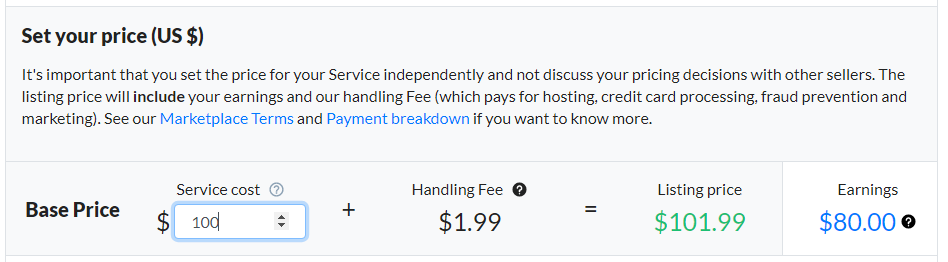 Set your price (US $)
It's important that you set the price for your Service independently and not discuss your pricing decisions with other sellers. The
listing price will include your earnings and our handling Fee (which pays for hosting, credit card processing, fraud prevention and
marketing). See our Marketplace Terms and Payment breakdown if you want to know more.
Service cost ? Handling Fee ? Listing price Earnings
Base Price $ 100 + $1.99 = $101.99 $80.00 ?